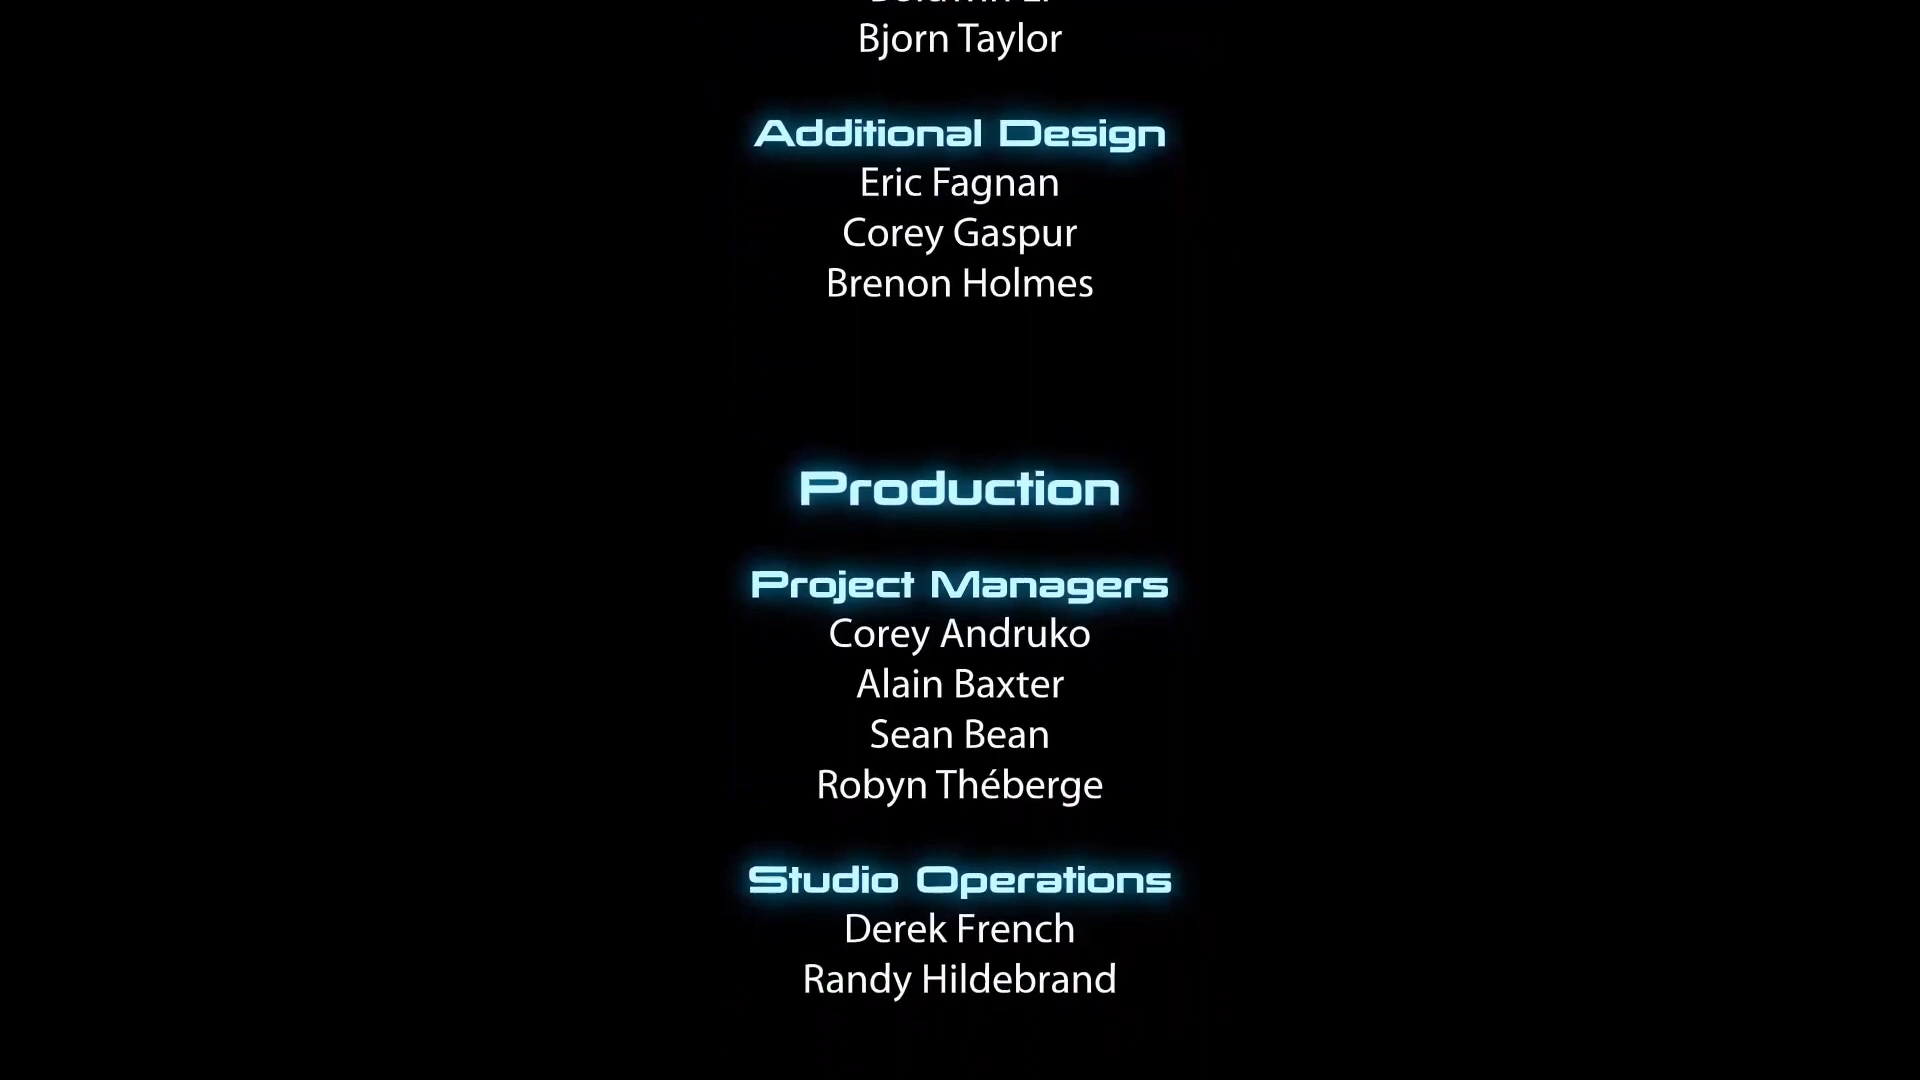 Bjorn Taylor
Additional Design
Eric Fagnan
Corey Gaspur
Brenon Holmes
Production
Project Managers
Corey Andruko
Alain Baxter
Sean Bean
Robyn Théberge
Studio Operations
Derek French
Randy Hildebrand